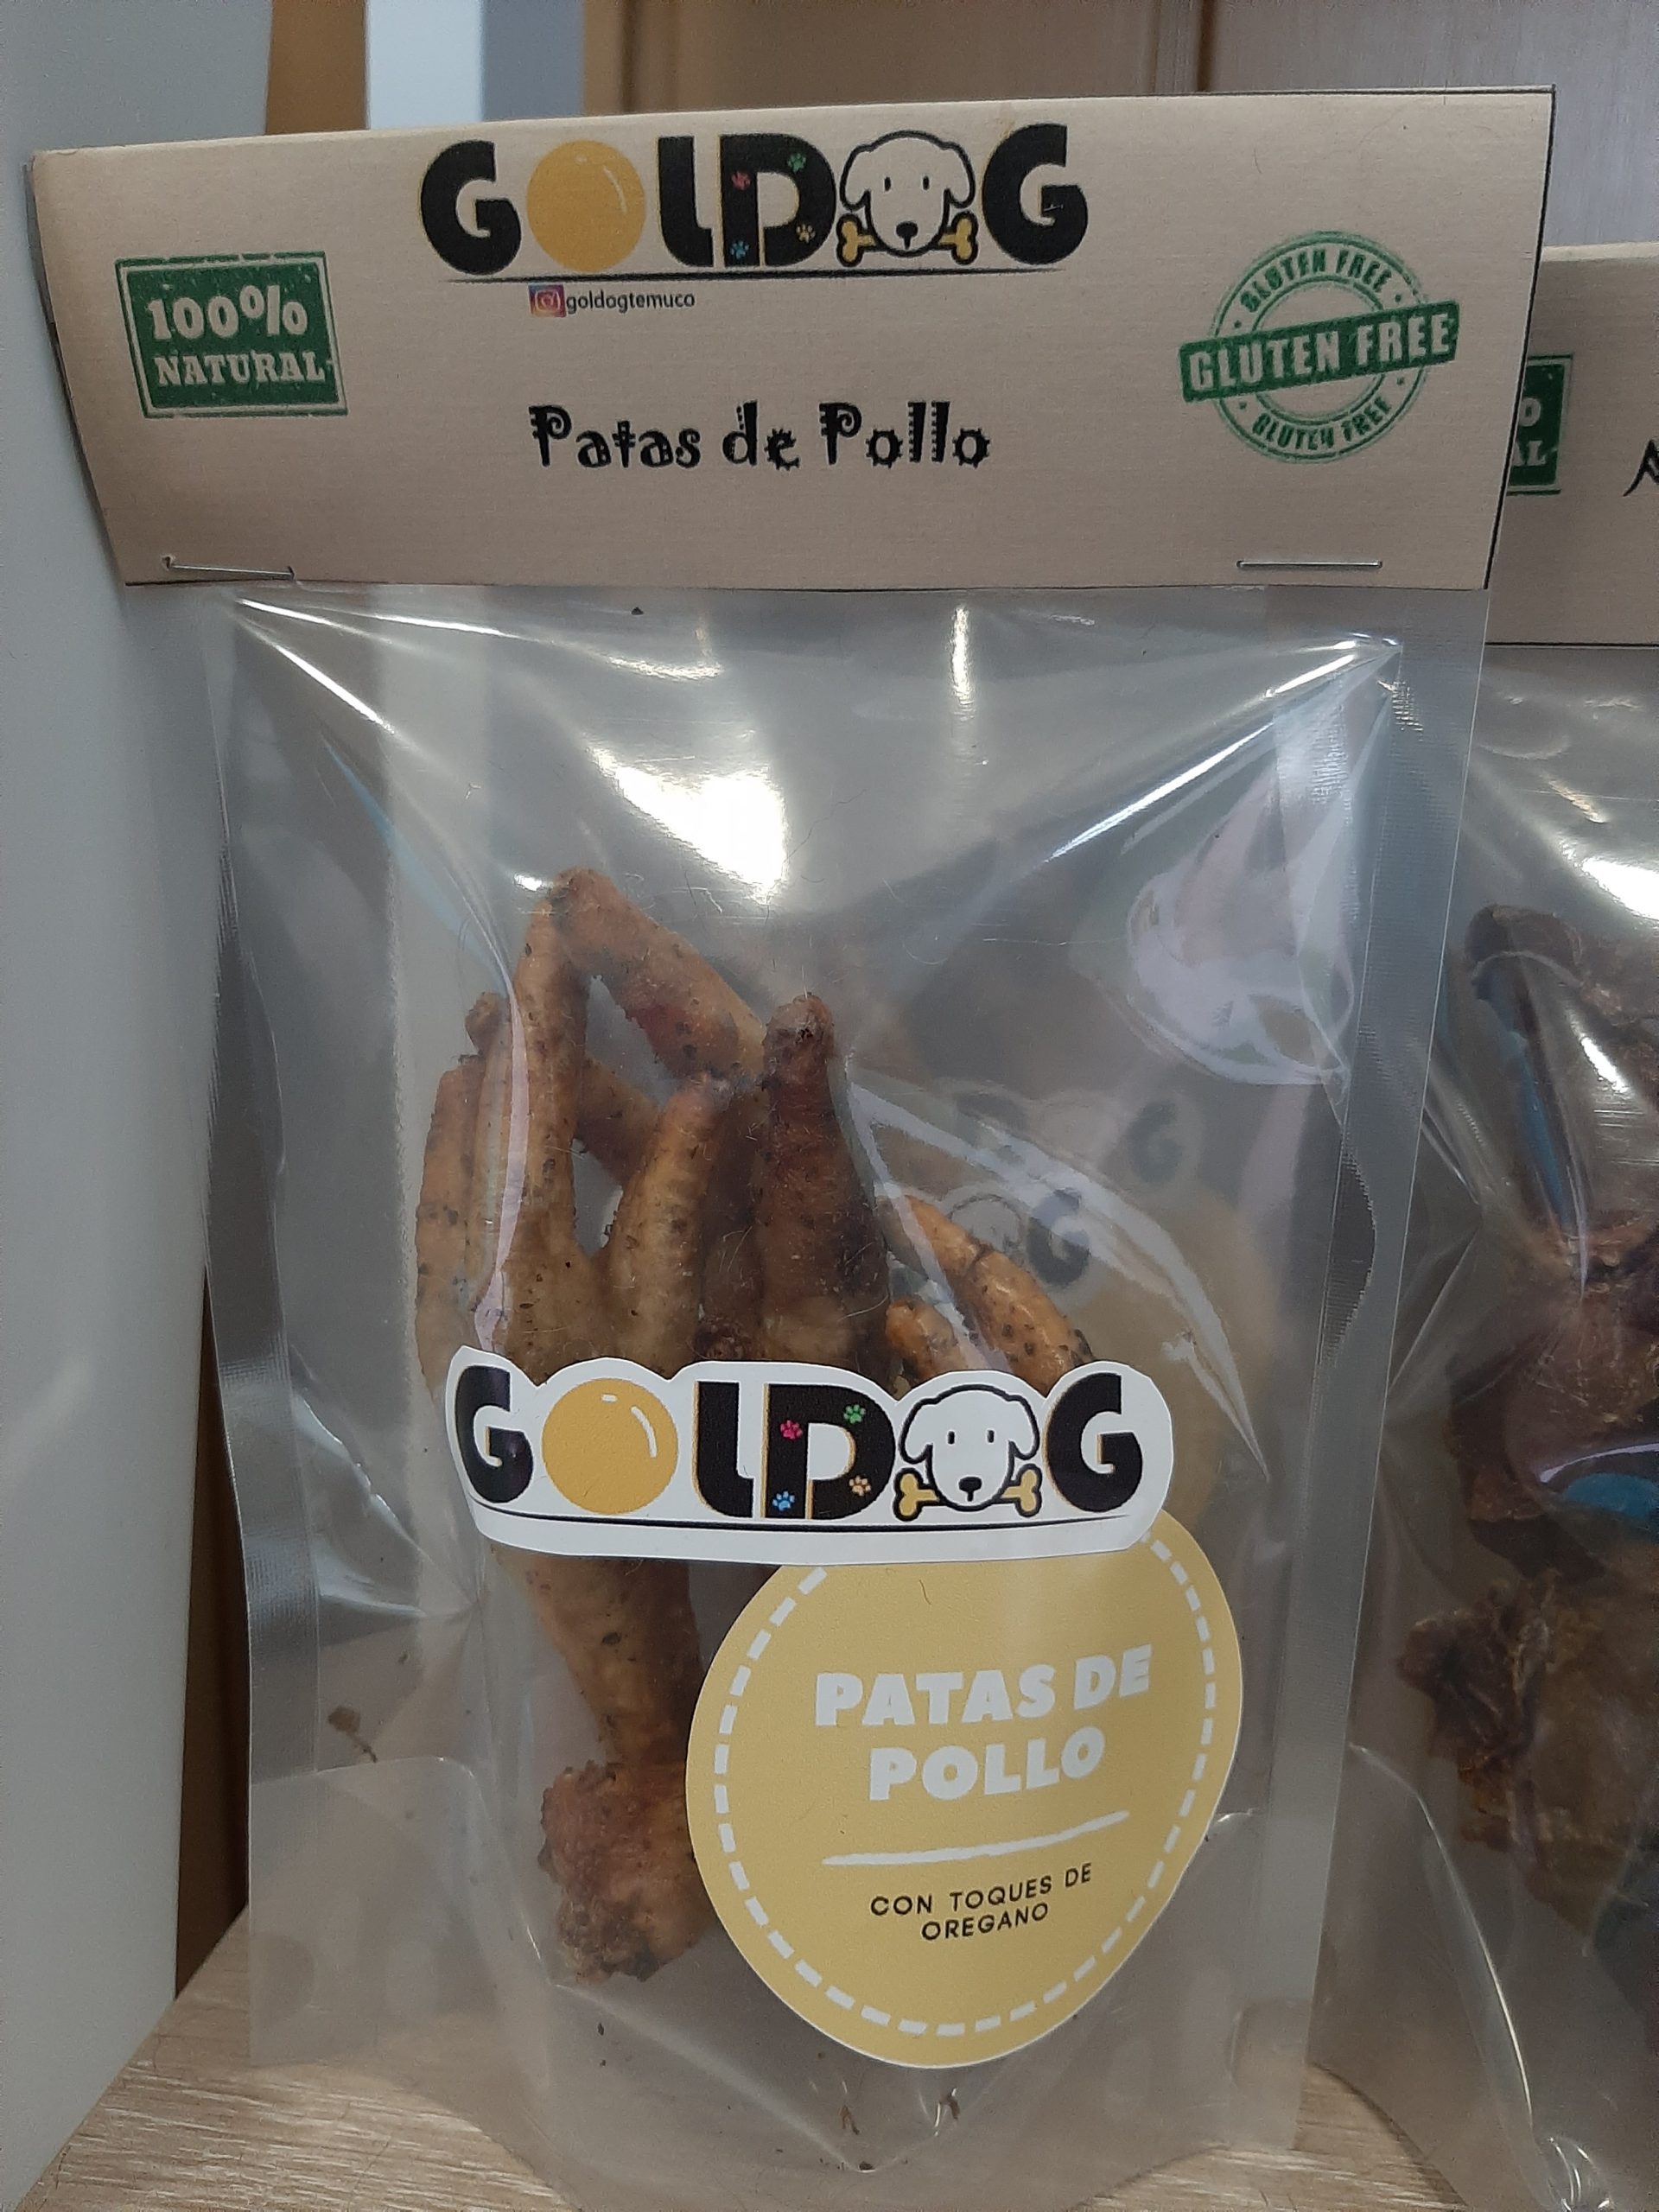 GOLDOG
goldogtemuco
100%
NATURAL
GLUTEN FREE
GLUTEN FREE
GLUTEN FREE
Patas de Pollo
GOLDOG
PATAS DE
POLLO
CON TOQUES DE
OREGANO